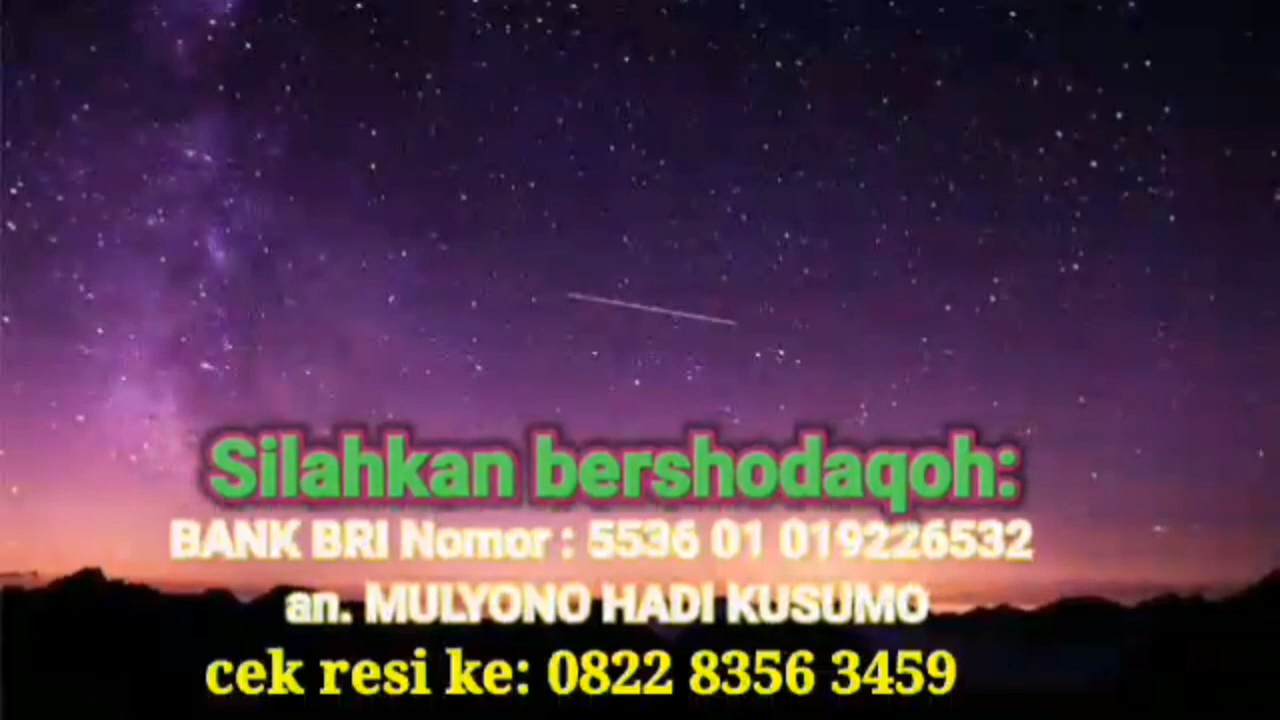 Silahkan bershodaqoh:
BANK BRI Nomor : 5536 01 019226532
an. MULYONO HADI KUSUMO
cek resi ke: 0822 8356 3459